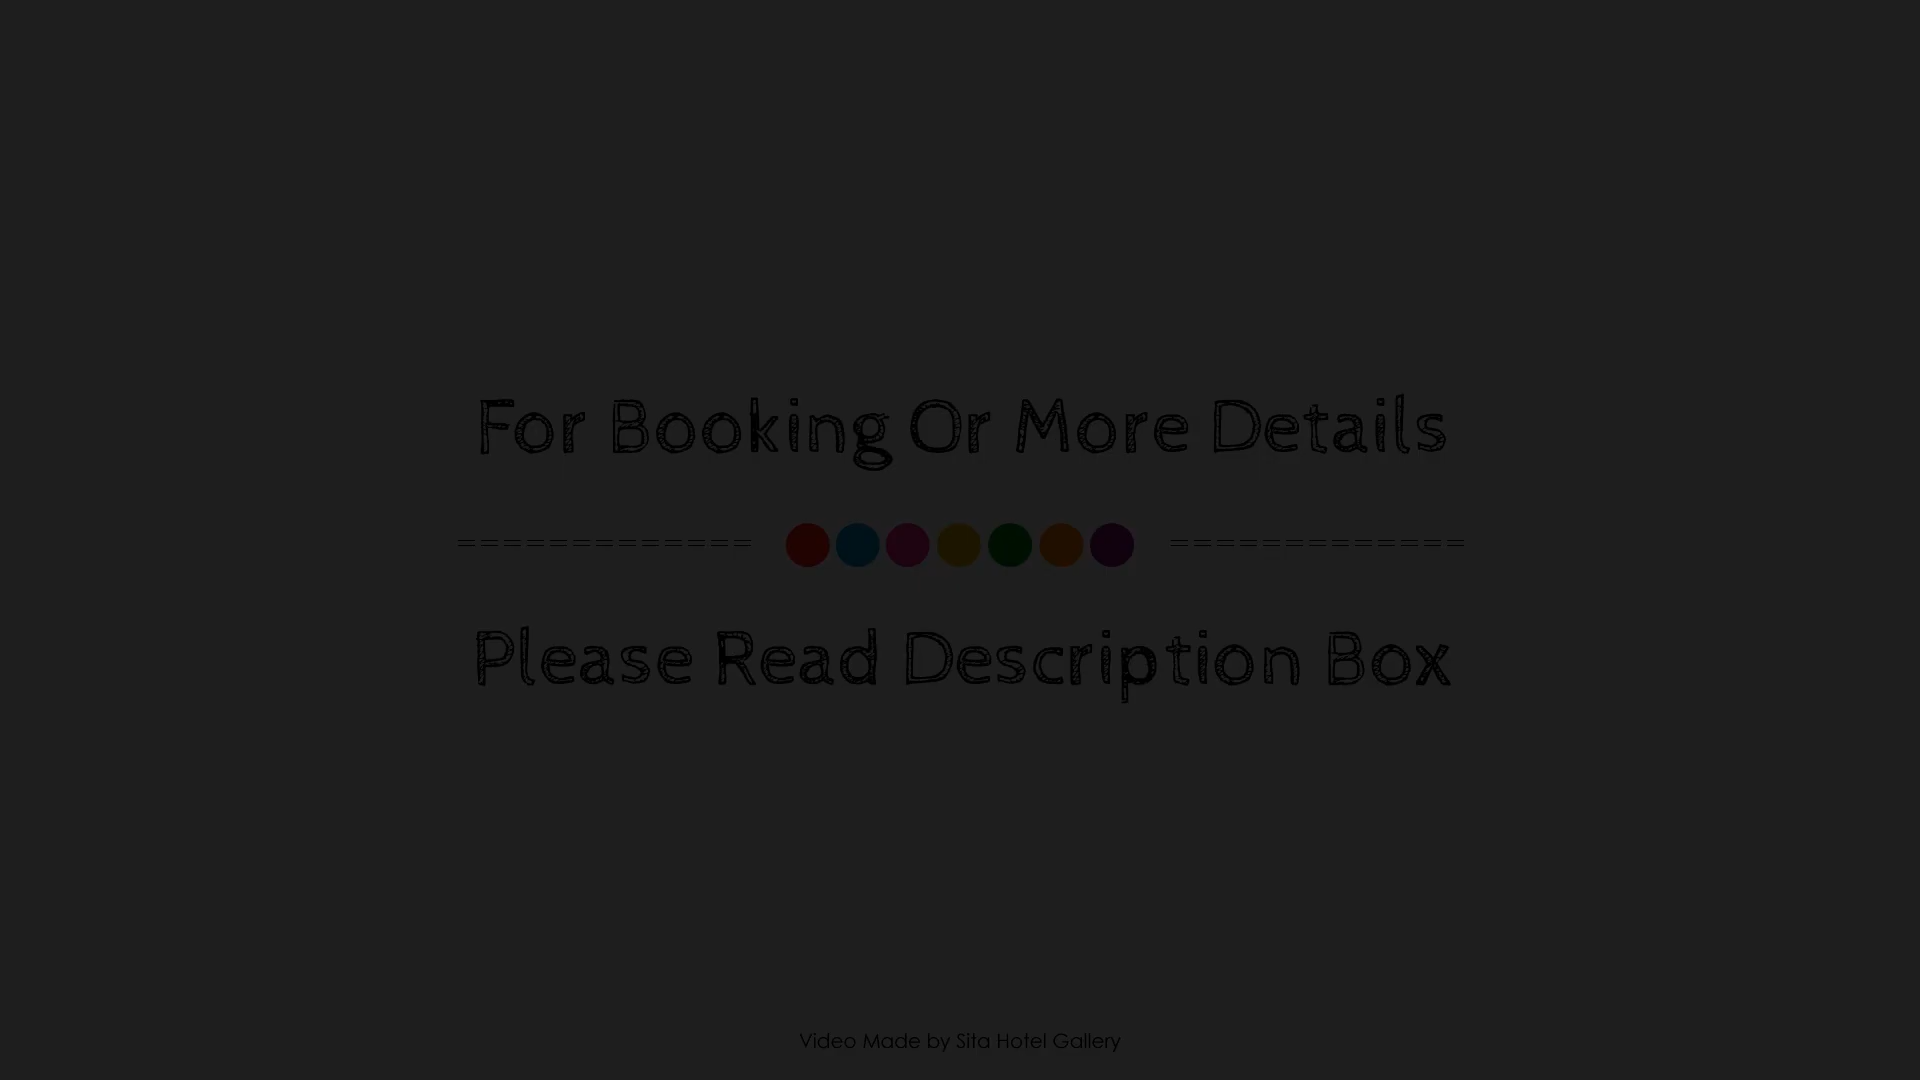 For Booking Or More Details
============= =============
Please Read Description Box
Video Made by Sita Hotel Gallery